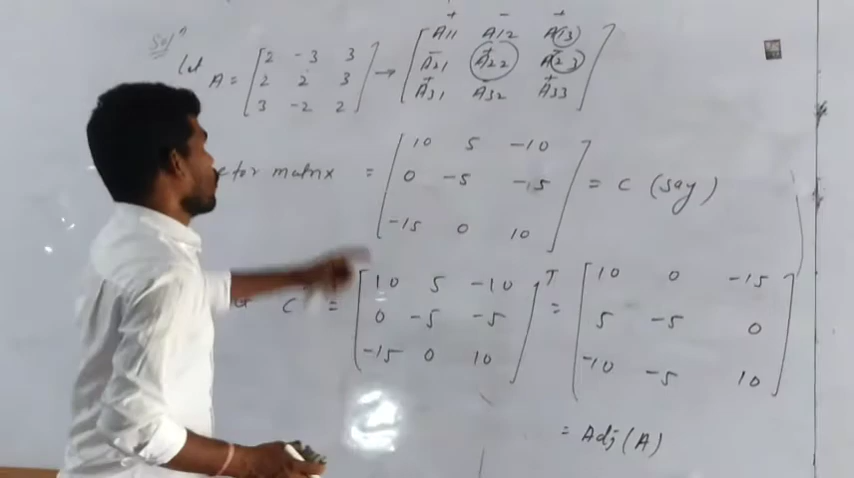 Solⁿ
Let A = [2 -3 3 → [A11 A12 A13
2 2 3 A21 A22 A23
3 -2 2] A31 A32 A33]
matrix = [10 5 -10
0 -5 -5 = C (say)
-15 0 10]
C = [10 5 -10 ]T = [10 0 -15
0 -5 -5 5 -5 0
-15 0 10 -10 -5 10]
= Adj (A)